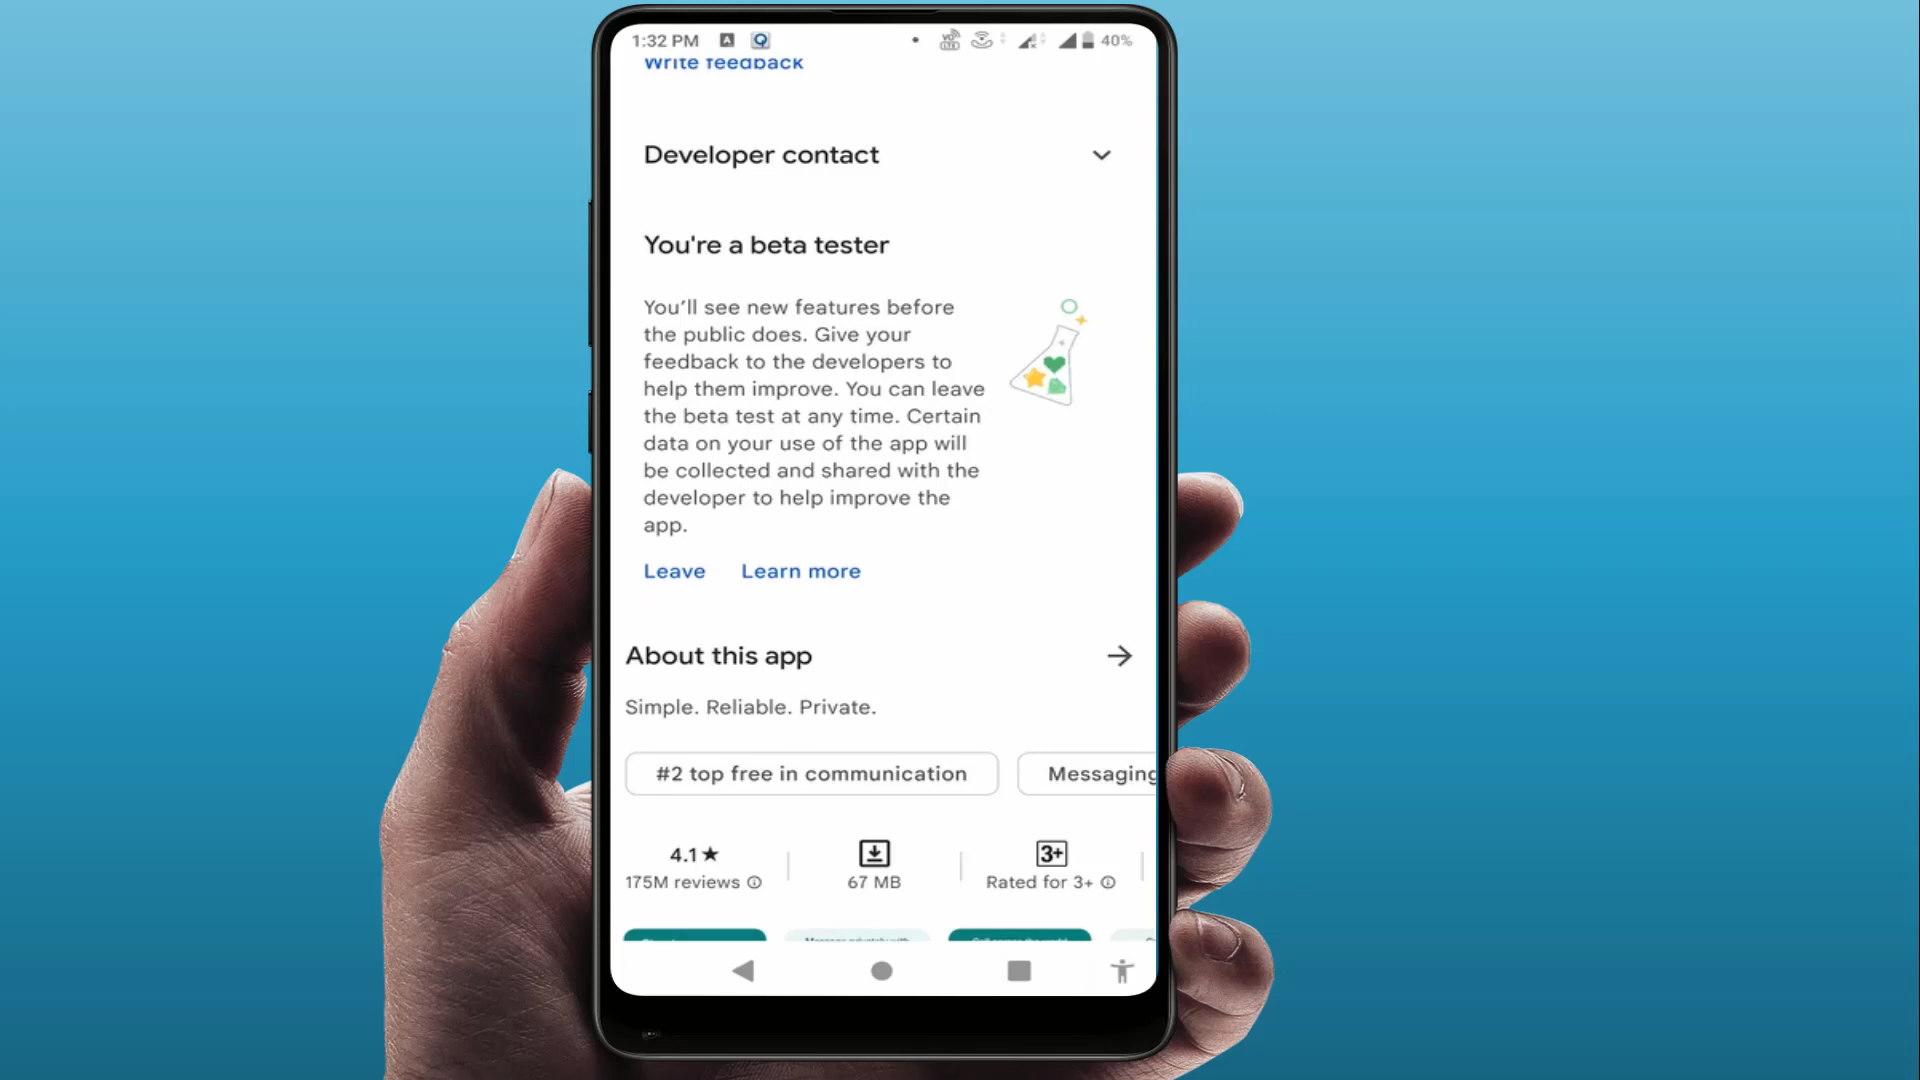 1:32 PM A Q VO LTE 40%
Write feedback
Developer contact
You're a beta tester
You'll see new features before
the public does. Give your
feedback to the developers to
help them improve. You can leave
the beta test at any time. Certain
data on your use of the app will
be collected and shared with the
developer to help improve the
app.
Leave Learn more
About this app
Simple. Reliable. Private.
#2 top free in communication Messaging
4.1★ 3+
175M reviews 67 MB Rated for 3+